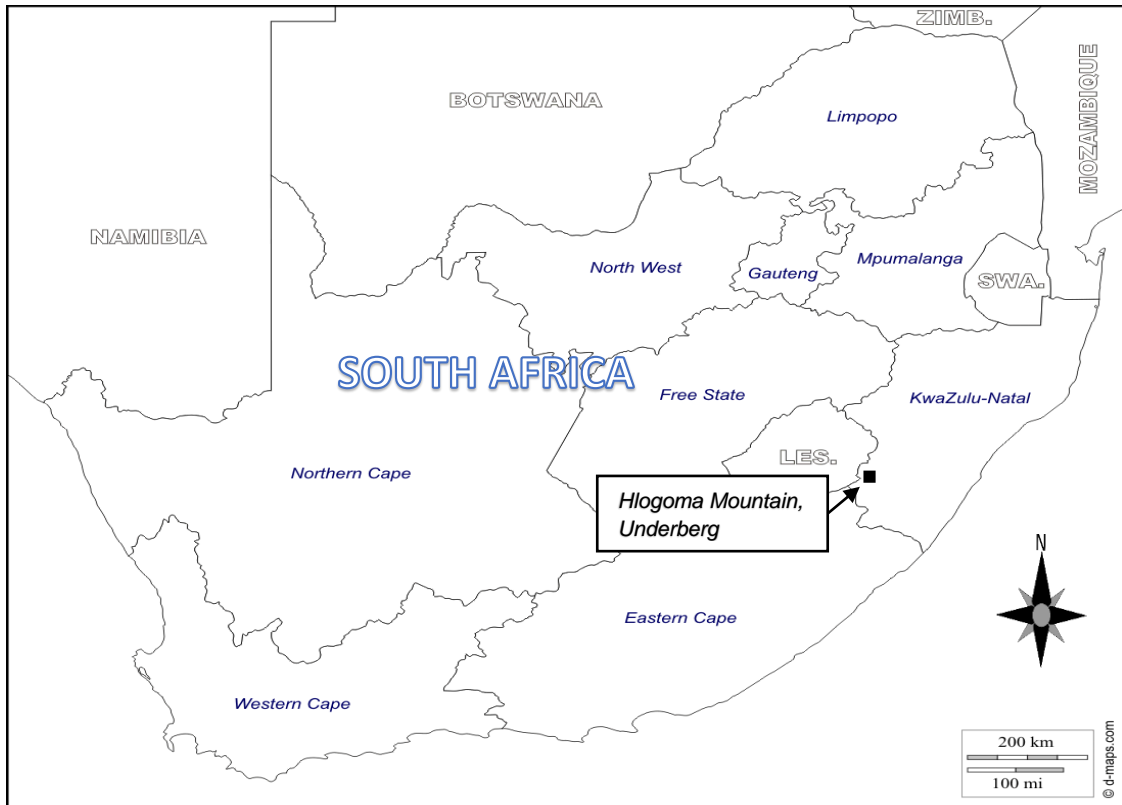 ZIMB.
BOTSWANA
Limpopo
MOZAMBIQUE
NAMIBIA
North West
Gauteng
Mpumalanga
SWA.
SOUTH AFRICA
Free State
KwaZulu-Natal
LES.
Northern Cape
Hlogoma Mountain,
Underberg
N
Eastern Cape
Western Cape
200 km
100 mi
© d-maps.com